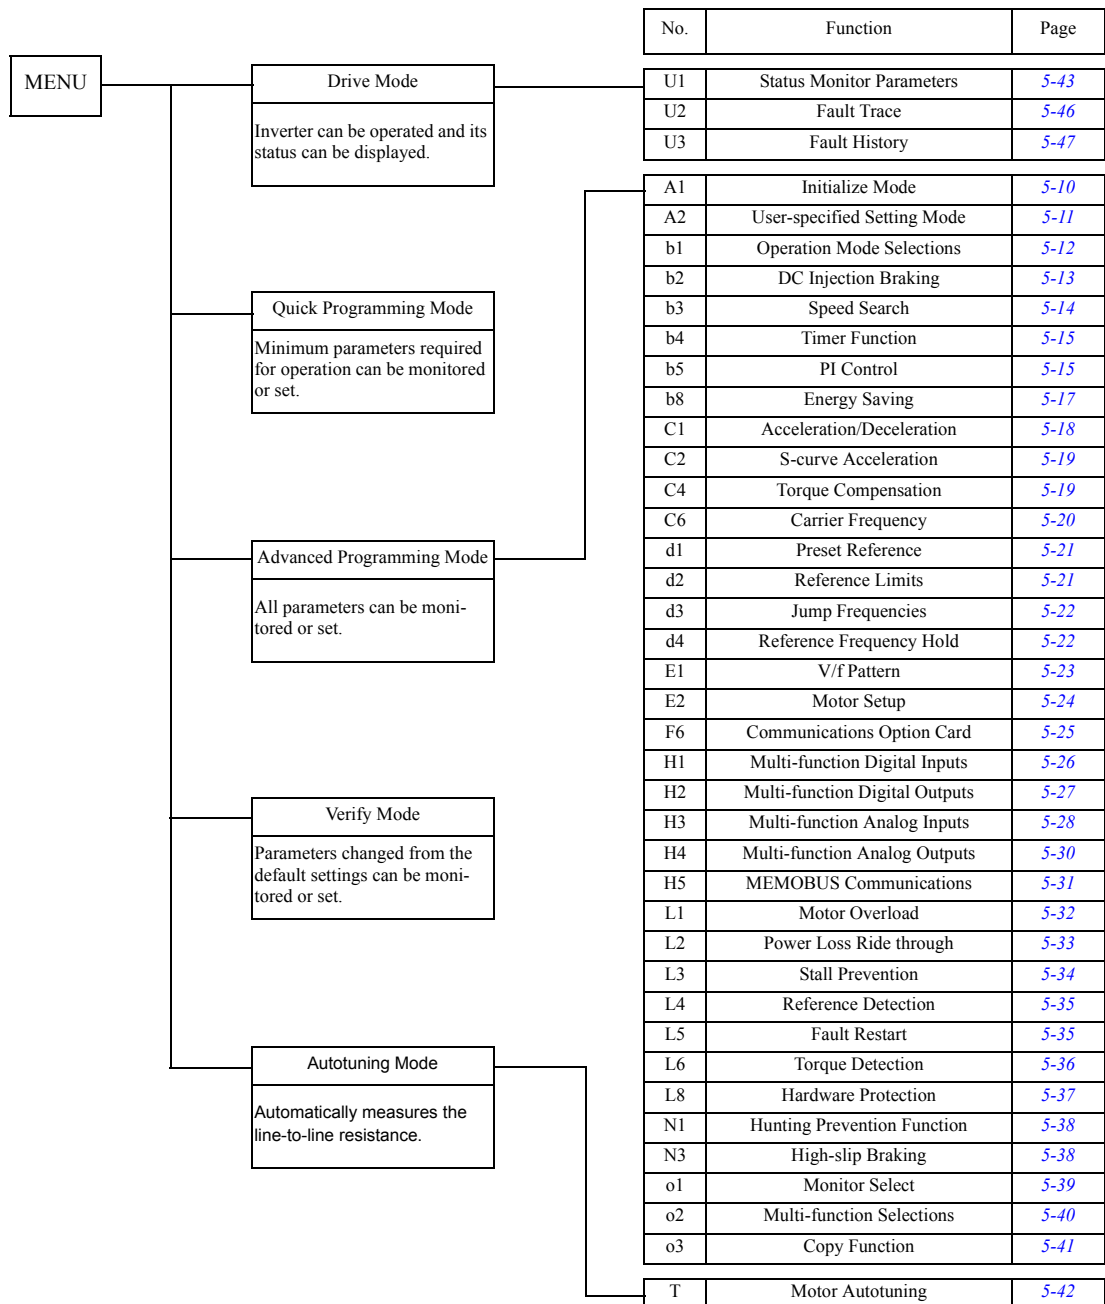 No. Function Page
MENU
Drive Mode
Inverter can be operated and its
status can be displayed.
Quick Programming Mode
Minimum parameters required
for operation can be monitored
or set.
Advanced Programming Mode
All parameters can be moni-
tored or set.
Verify Mode
Parameters changed from the
default settings can be moni-
tored or set.
Autotuning Mode
Automatically measures the
line-to-line resistance.
U1 Status Monitor Parameters 5-43
U2 Fault Trace 5-46
U3 Fault History 5-47
A1 Initialize Mode 5-10
A2 User-specified Setting Mode 5-11
b1 Operation Mode Selections 5-12
b2 DC Injection Braking 5-13
b3 Speed Search 5-14
b4 Timer Function 5-15
b5 PI Control 5-15
b8 Energy Saving 5-17
C1 Acceleration/Deceleration 5-18
C2 S-curve Acceleration 5-19
C4 Torque Compensation 5-19
C6 Carrier Frequency 5-20
d1 Preset Reference 5-21
d2 Reference Limits 5-21
d3 Jump Frequencies 5-22
d4 Reference Frequency Hold 5-22
E1 V/f Pattern 5-23
E2 Motor Setup 5-24
F6 Communications Option Card 5-25
H1 Multi-function Digital Inputs 5-26
H2 Multi-function Digital Outputs 5-27
H3 Multi-function Analog Inputs 5-28
H4 Multi-function Analog Outputs 5-30
H5 MEMOBUS Communications 5-31
L1 Motor Overload 5-32
L2 Power Loss Ride through 5-33
L3 Stall Prevention 5-34
L4 Reference Detection 5-35
L5 Fault Restart 5-35
L6 Torque Detection 5-36
L8 Hardware Protection 5-37
N1 Hunting Prevention Function 5-38
N3 High-slip Braking 5-38
o1 Monitor Select 5-39
o2 Multi-function Selections 5-40
o3 Copy Function 5-41
T Motor Autotuning 5-42